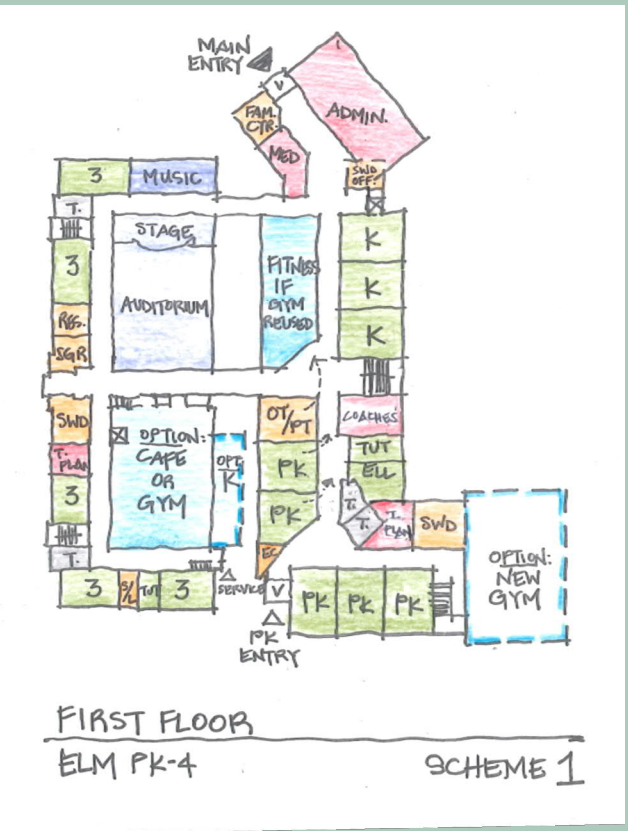 MAIN
ENTRY
V
ADMIN.
FAM.
CTR.
MED
SWD
OFF.
3
MUSIC
T.
STAGE
K
3
FITNESS
IF
GYM
REUSED
K
AUDITORIUM
RES.
K
SGR
SWD
OT/PT
COACHES
OPTION:
CAFE
OR
GYM
OPT.
K
T.
PLAN
PK
TUT
ELL
3
PK
T.
T.
T.
PLAN
SWD
T.
EC
OPTION:
NEW
GYM
3
S/L
TUT
3
SERVICE
V
PK
PK
PK
PK
ENTRY
FIRST FLOOR
ELM PK-4
SCHEME 1